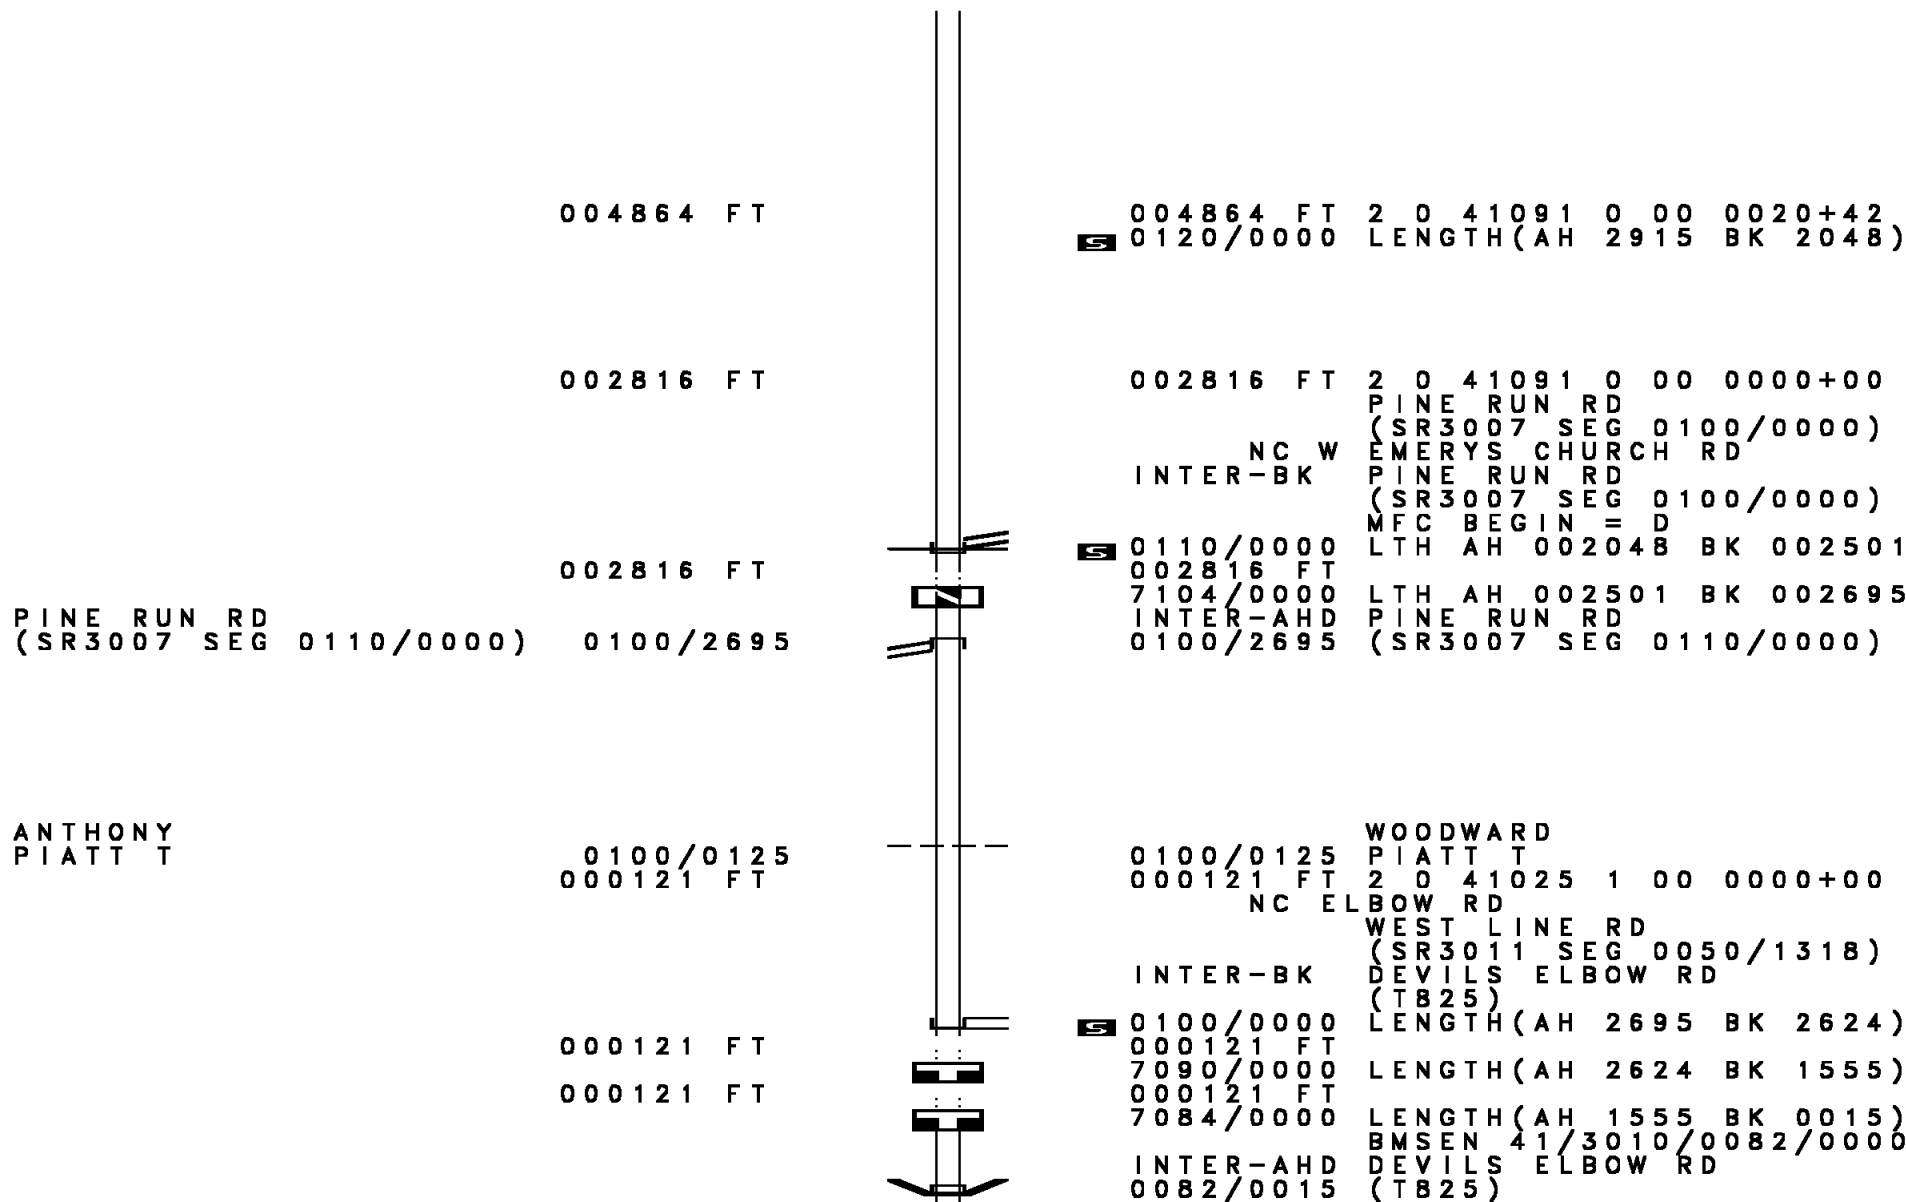 004864 FT 004864 FT 2 0 41091 0 00 0020+42
S 0120/0000 LENGTH(AH 2915 BK 2048)
002816 FT 002816 FT 2 0 41091 0 00 0000+00
PINE RUN RD
(SR3007 SEG 0100/0000)
NC W EMERYS CHURCH RD
INTER-BK PINE RUN RD
(SR3007 SEG 0100/0000)
MFC BEGIN = D
S 0110/0000 LTH AH 002048 BK 002501
002816 FT 002816 FT
7104/0000 LTH AH 002501 BK 002695
PINE RUN RD INTER-AHD PINE RUN RD
(SR3007 SEG 0110/0000) 0100/2695 0100/2695 (SR3007 SEG 0110/0000)
ANTHONY WOODWARD
PIATT T 0100/0125 0100/0125 PIATT T
000121 FT 000121 FT 2 0 41025 1 00 0000+00
NC ELBOW RD
WEST LINE RD
(SR3011 SEG 0050/1318)
INTER-BK DEVILS ELBOW RD
(T825)
S 0100/0000 LENGTH(AH 2695 BK 2624)
000121 FT 000121 FT
7090/0000 LENGTH(AH 2624 BK 1555)
000121 FT 000121 FT
7084/0000 LENGTH(AH 1555 BK 0015)
BMSEN 41/3010/0082/0000
INTER-AHD DEVILS ELBOW RD
0082/0015 (T825)